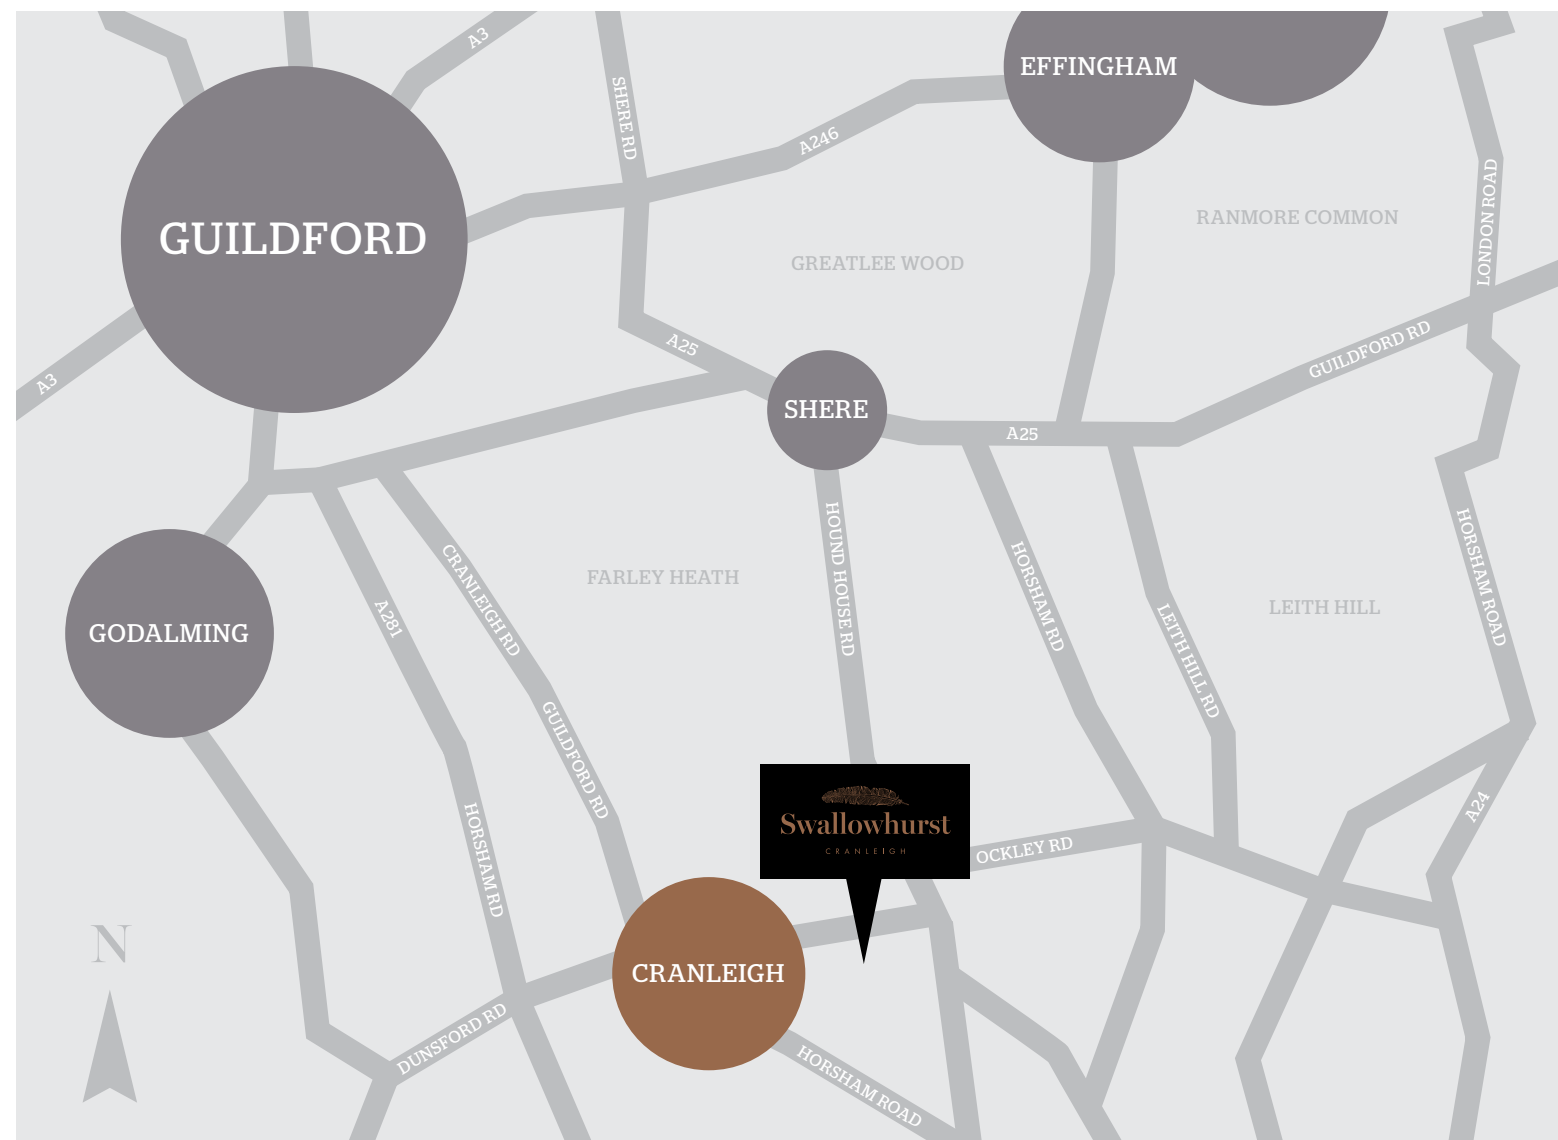 A3
SHERE RD
EFFINGHAM
A246
LONDON ROAD
RANMORE COMMON
GUILDFORD
GREATLEE WOOD
GUILDFORD RD
A25
A3
SHERE
A25
HOUND HOUSE RD
HORSHAM ROAD
CRANLEIGH RD
HORSHAM RD
FARLEY HEATH
LEITH HILL
A281
GODALMING
LEITH HILL RD
GUILDFORD RD
A24
Swallowhurst
CRANLEIGH
OCKLEY RD
HORSHAM RD
N
CRANLEIGH
DUNSFORD RD
HORSHAM ROAD